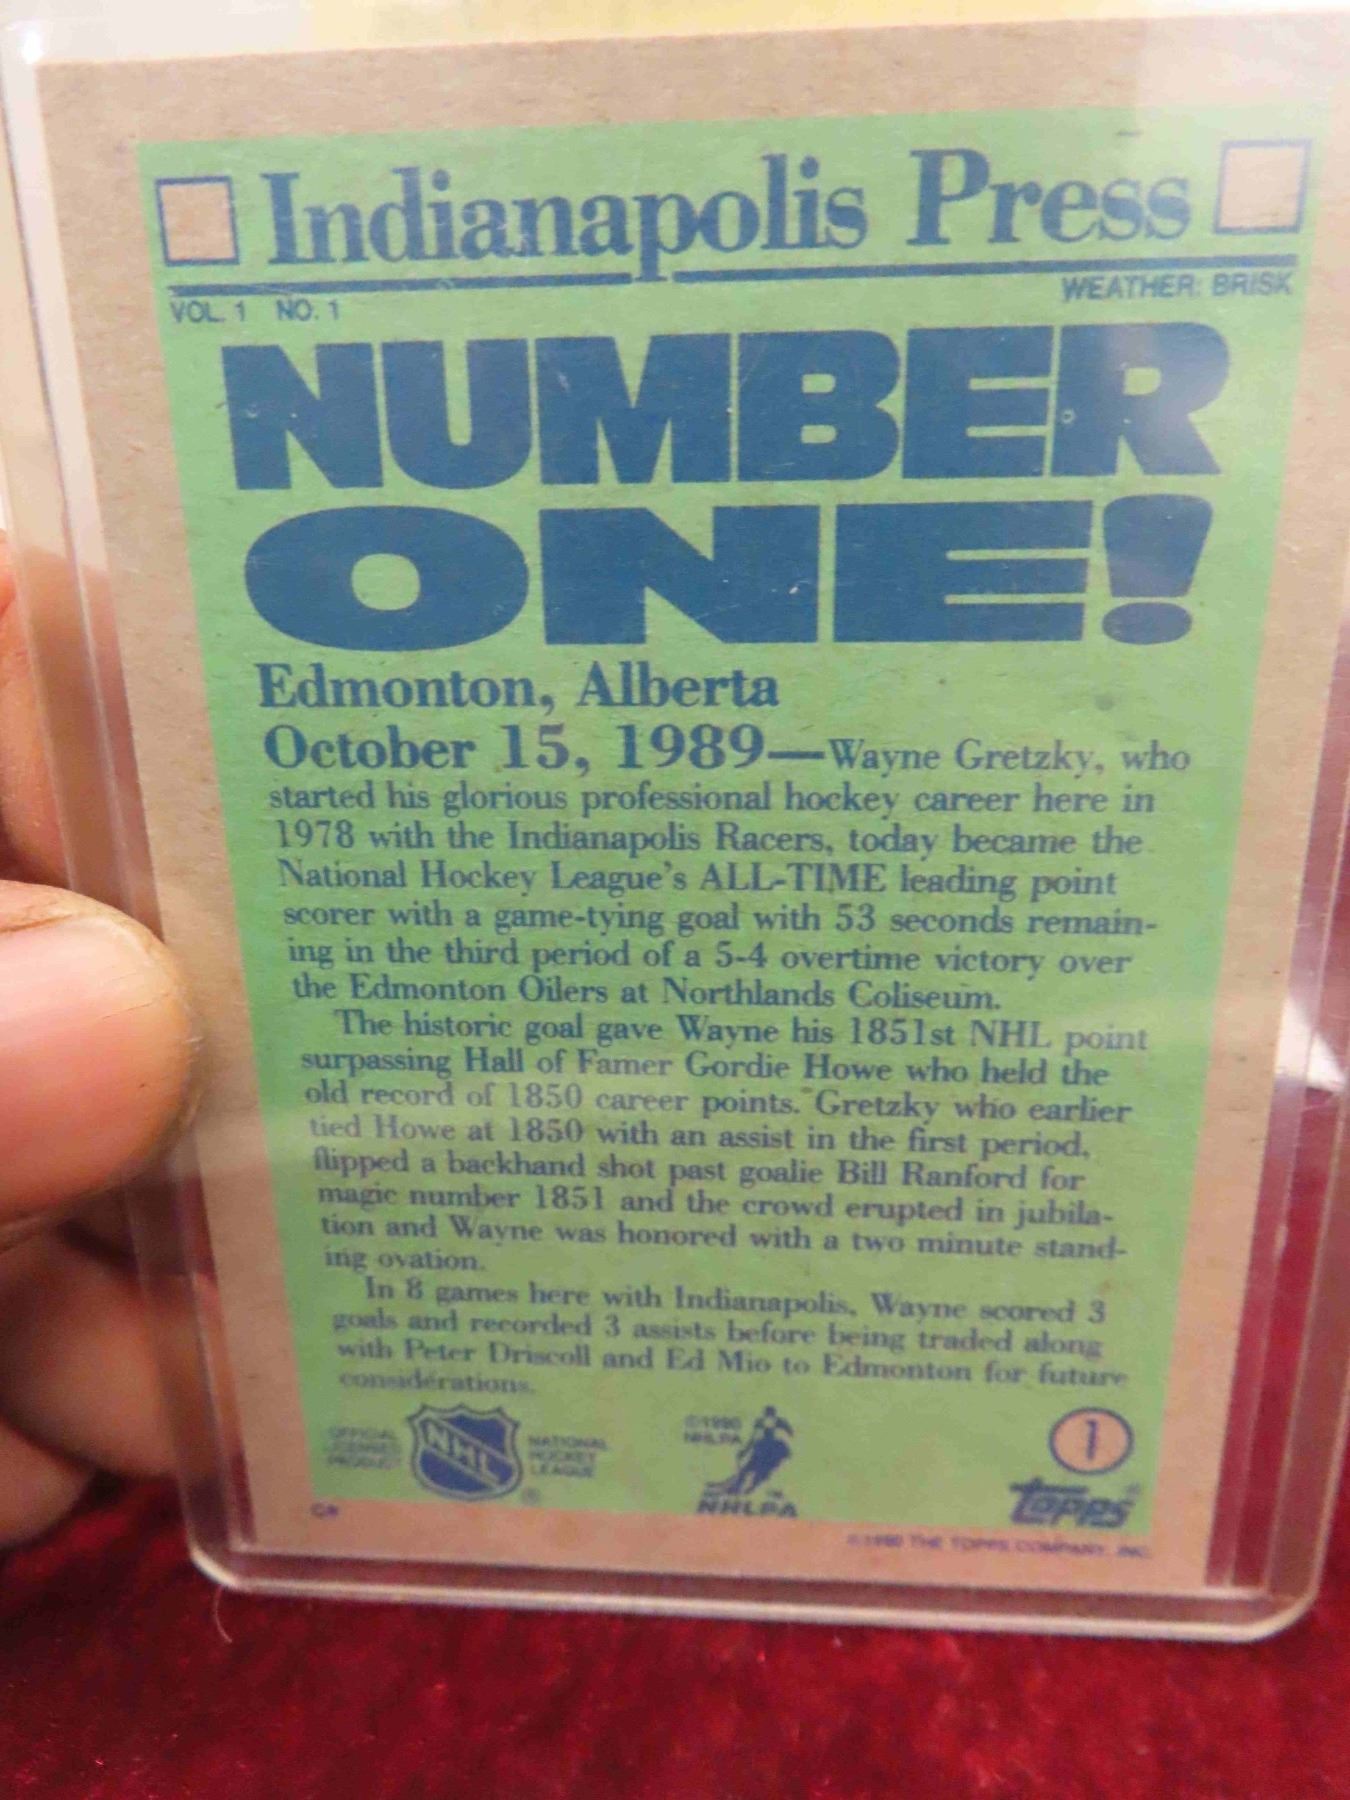 Indianapolis Press
VOL. 1 NO. 1
WEATHER: BRISK
NUMBER
ONE!
Edmonton, Alberta
October 15, 1989—Wayne Gretzky, who
started his glorious professional hockey career here in
1978 with the Indianapolis Racers, today became the
National Hockey League's ALL-TIME leading point
scorer with a game-tying goal with 53 seconds remain-
ing in the third period of a 5-4 overtime victory over
the Edmonton Oilers at Northlands Coliseum.
The historic goal gave Wayne his 1851st NHL point
surpassing Hall of Famer Gordie Howe who held the
old record of 1850 career points. Gretzky who earlier
tied Howe at 1850 with an assist in the first period,
flipped a backhand shot past goalie Bill Ranford for
magic number 1851 and the crowd erupted in jubila-
tion and Wayne was honored with a two minute stand-
ing ovation.
In 8 games here with Indianapolis, Wayne scored 3
goals and recorded 3 assists before being traded along
with Peter Driscoll and Ed Mio to Edmonton for future
considerations.
OFFICIAL
LICENSED
PRODUCT
NHL
®
NATIONAL
HOCKEY
LEAGUE
©1990
NHLPA
™
NHLPA
1
TOPPS®
©1990 THE TOPPS COMPANY, INC.